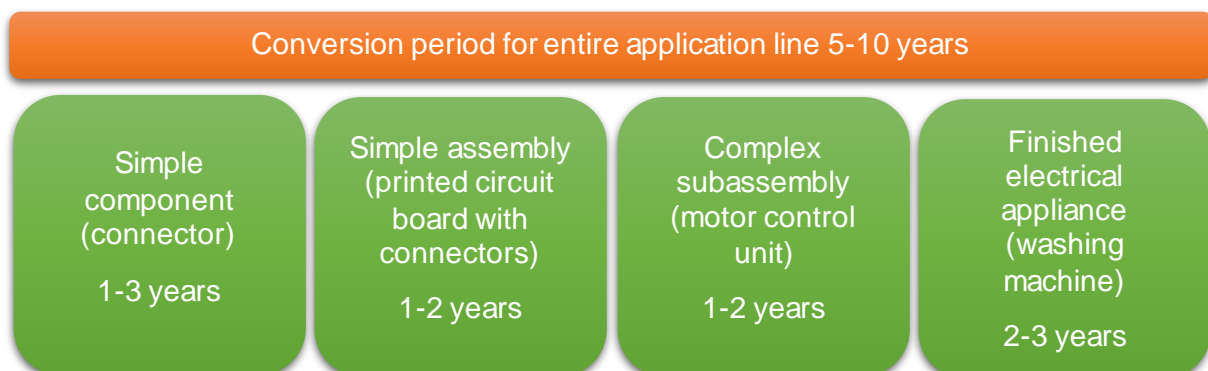 Conversion period for entire application line 5-10 years
Simple
component
(connector)
1-3 years
Simple assembly
(printed circuit
board with
connectors)
1-2 years
Complex
subassembly
(motor control
unit)
1-2 years
Finished
electrical
appliance
(washing
machine)
2-3 years